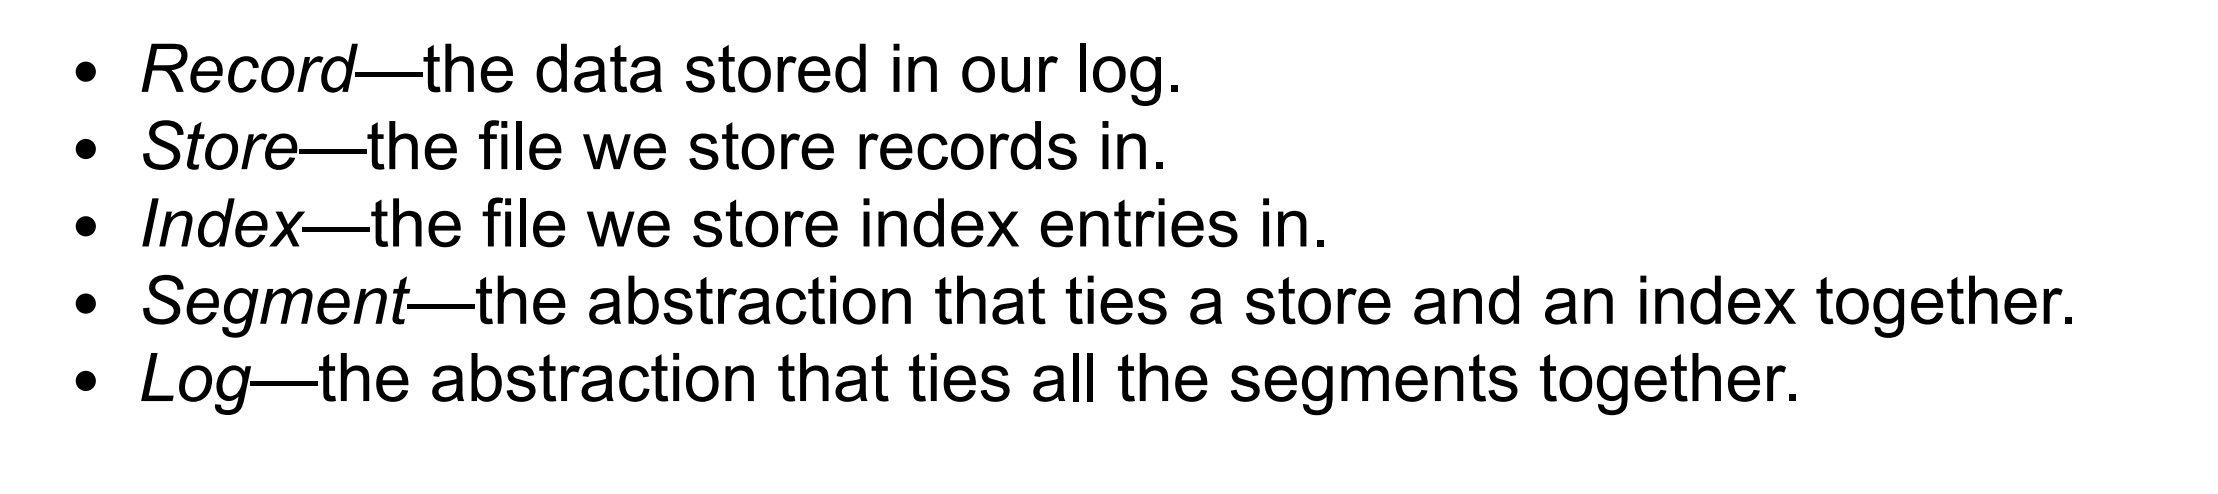 • Record—the data stored in our log.
• Store—the file we store records in.
• Index—the file we store index entries in.
• Segment—the abstraction that ties a store and an index together.
• Log—the abstraction that ties all the segments together.